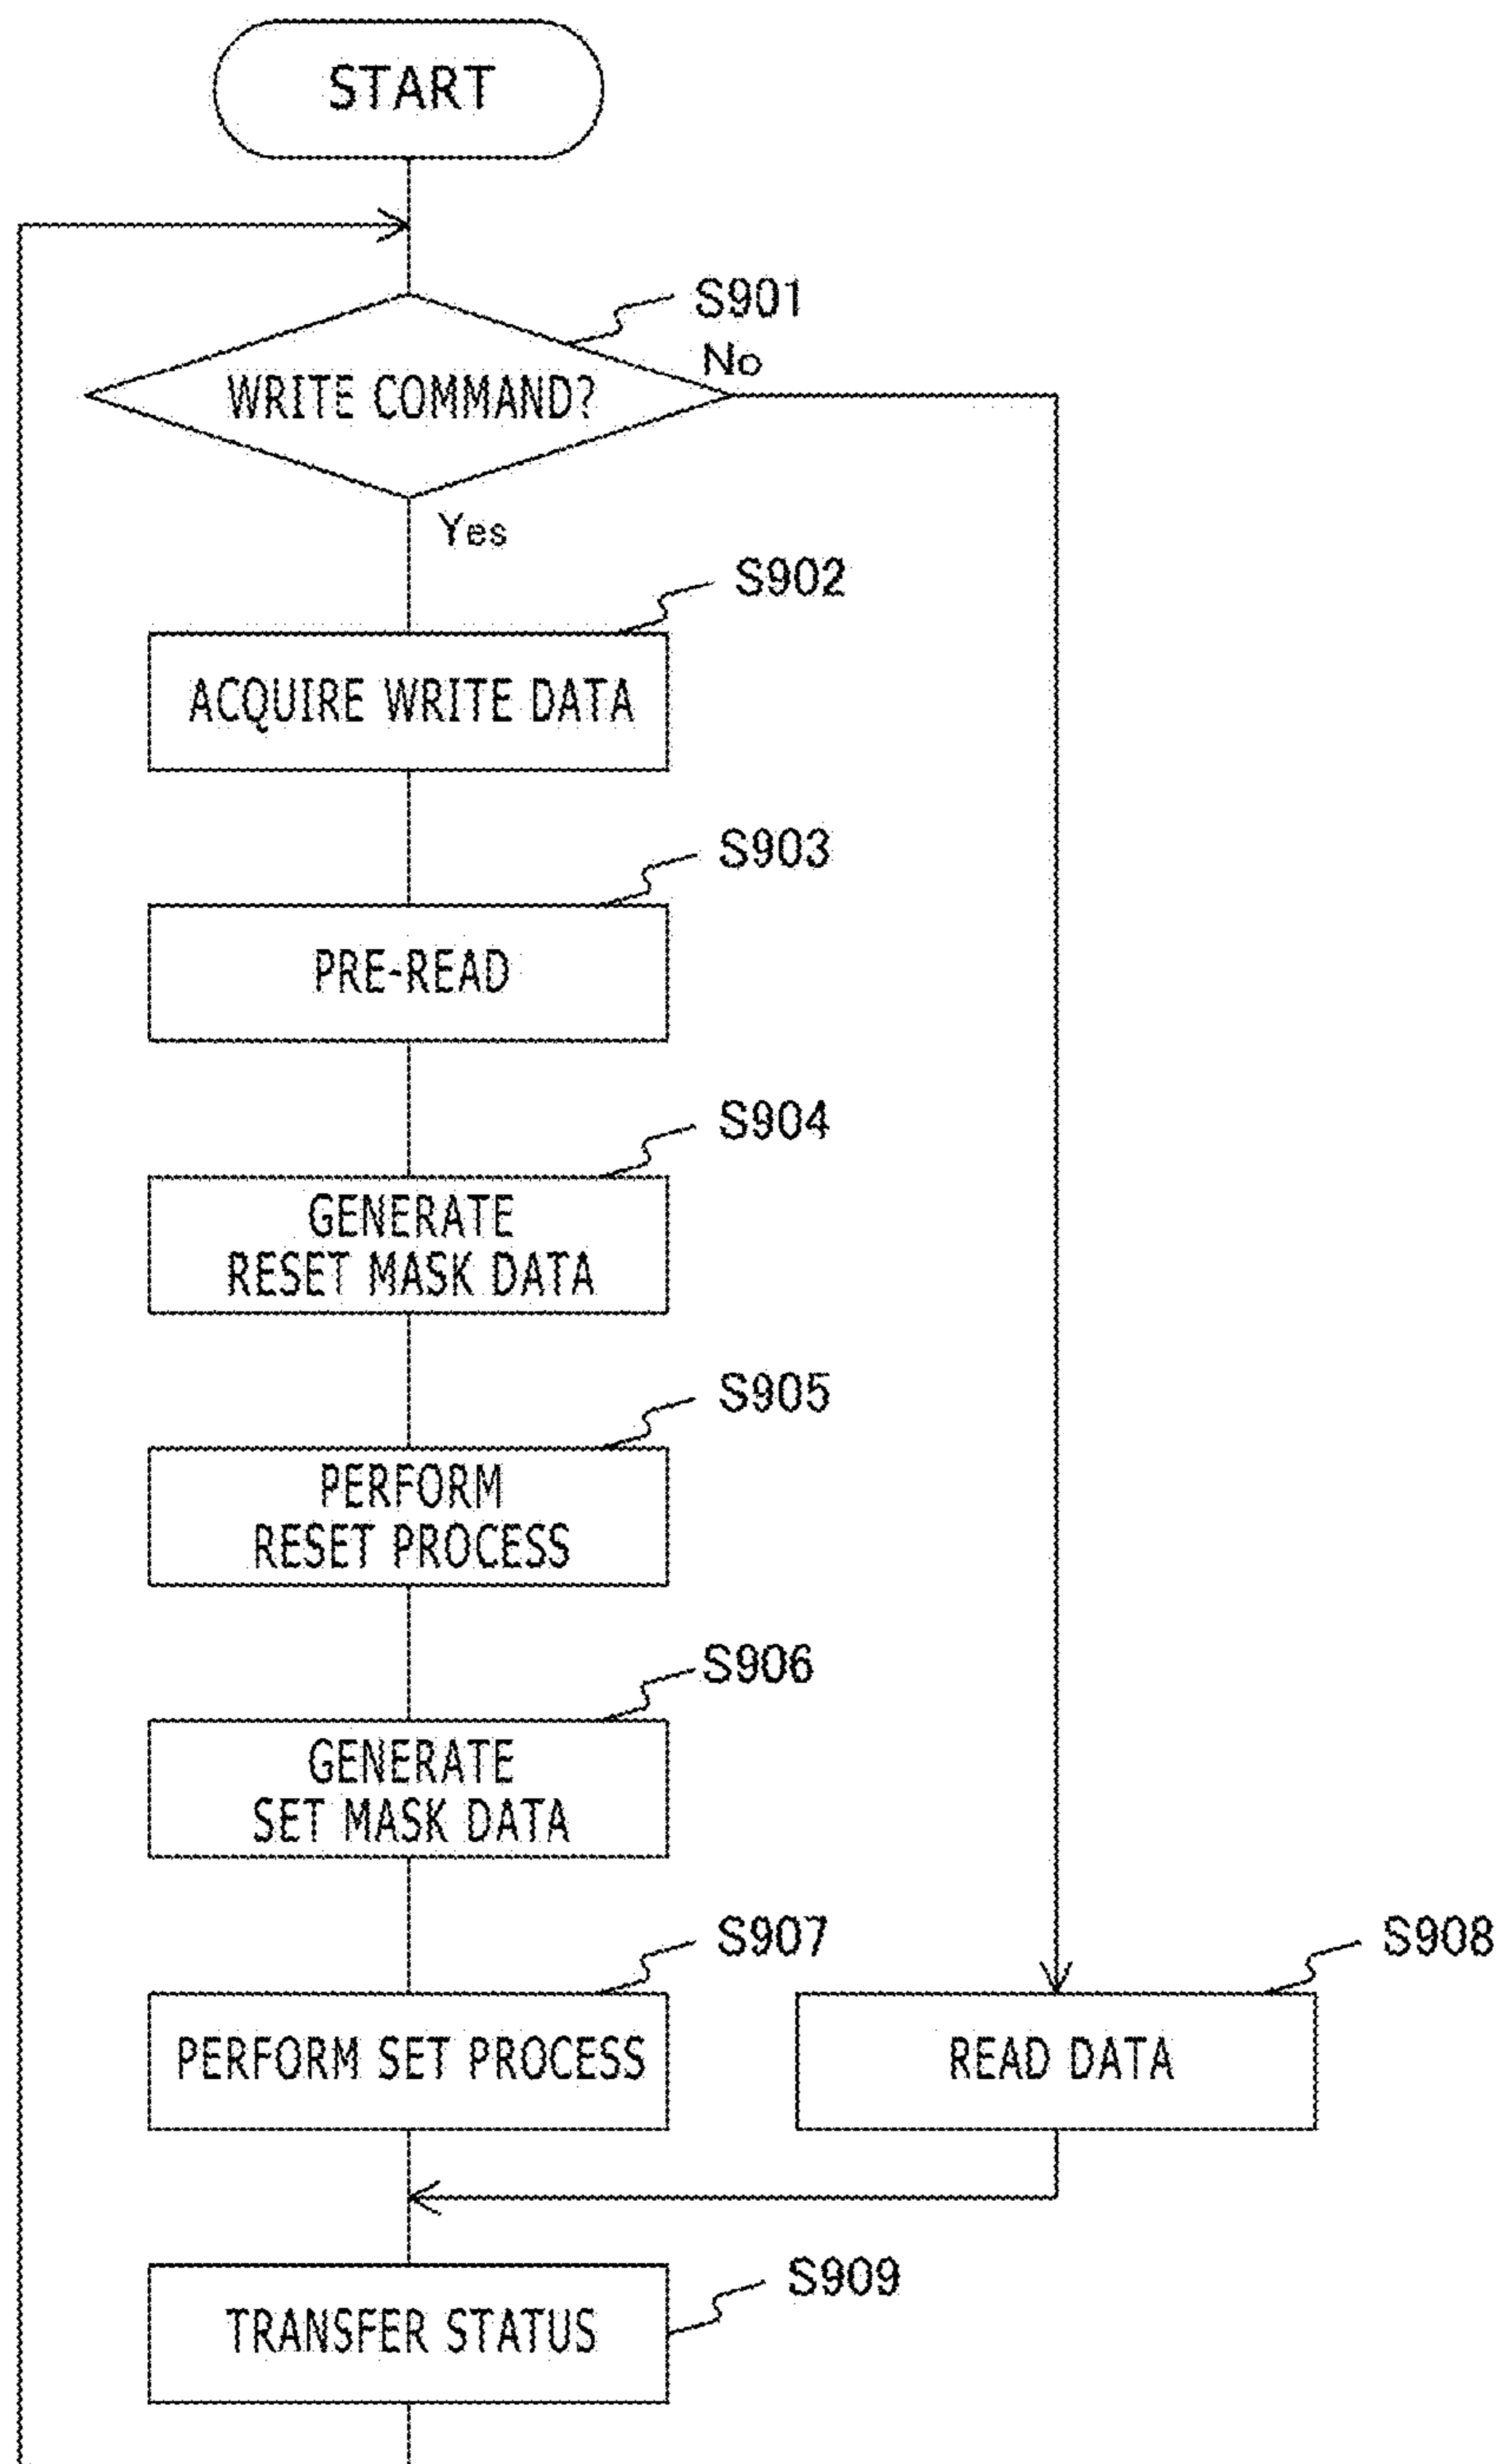 START
S901
No
WRITE COMMAND?
Yes
S902
ACQUIRE WRITE DATA
S903
PRE-READ
S904
GENERATE
RESET MASK DATA
S905
PERFORM
RESET PROCESS
S906
GENERATE
SET MASK DATA
S907
PERFORM SET PROCESS
S908
READ DATA
S909
TRANSFER STATUS